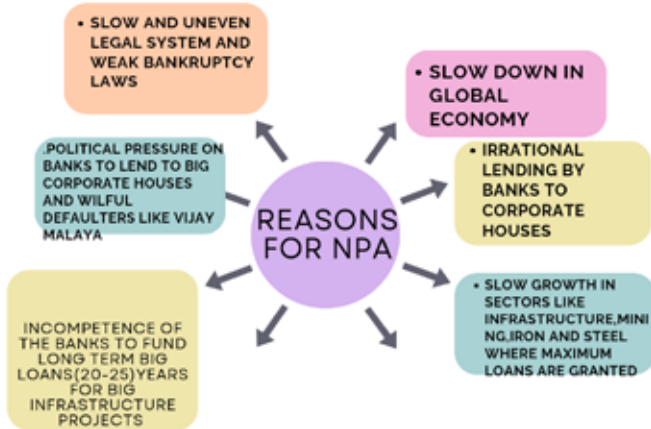 • SLOW AND UNEVEN
LEGAL SYSTEM AND
WEAK BANKRUPTCY
LAWS
• SLOW DOWN IN
GLOBAL
ECONOMY
.POLITICAL PRESSURE ON
BANKS TO LEND TO BIG
CORPORATE HOUSES
AND WILFUL
DEFAULTERS LIKE VIJAY
MALAYA
• IRRATIONAL
LENDING BY
BANKS TO
CORPORATE
HOUSES
REASONS
FOR NPA
INCOMPETENCE OF
THE BANKS TO FUND
LONG TERM BIG
LOANS(20-25)YEARS
FOR BIG
INFRASTRUCTURE
PROJECTS
• SLOW GROWTH IN
SECTORS LIKE
INFRASTRUCTURE,MINI
NG,IRON AND STEEL
WHERE MAXIMUM
LOANS ARE GRANTED